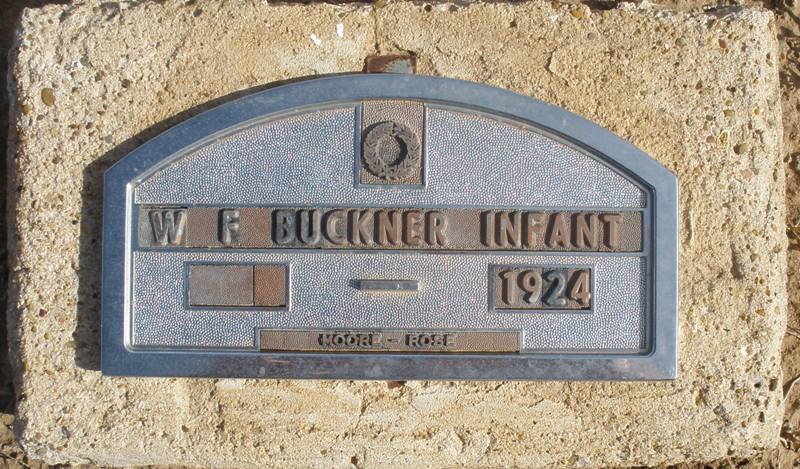 W F BUCKNER INFANT
1924
MOORE - ROSE